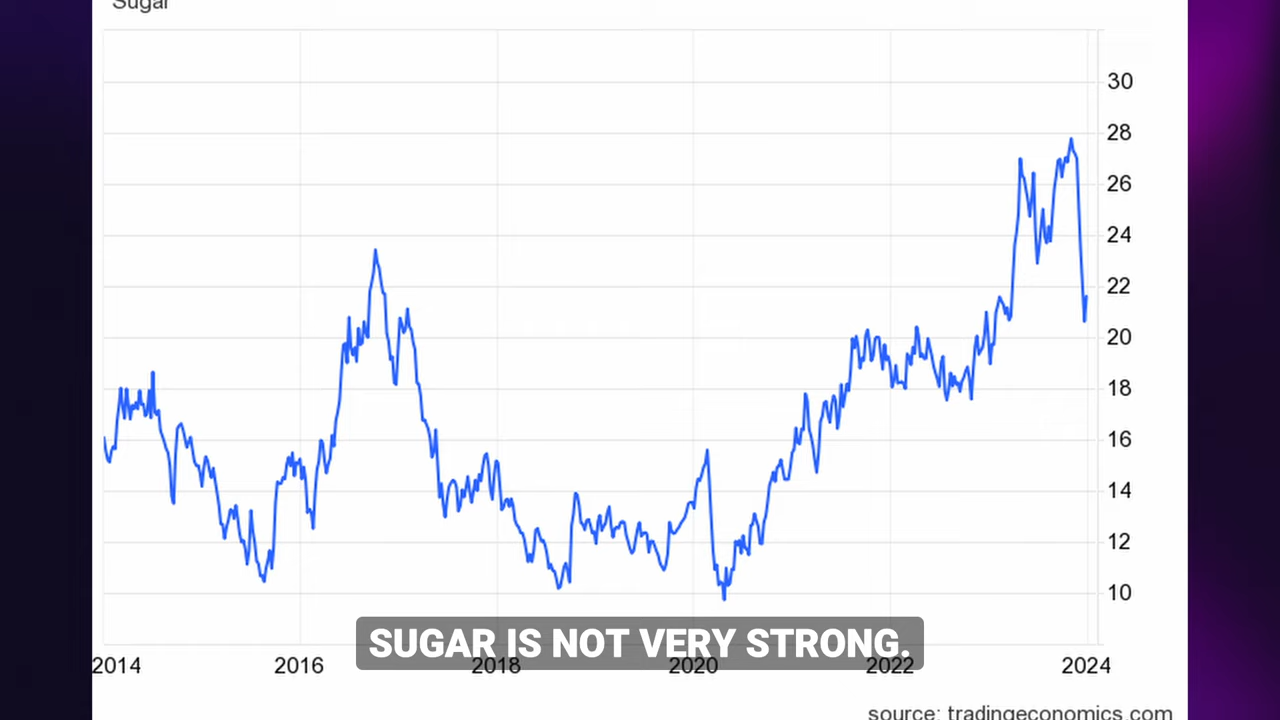 Sugar
30
28
26
24
22
20
18
16
14
12
10
SUGAR IS NOT VERY STRONG.
2014 2016 2018 2020 2022 2024
source: tradingeconomics.com